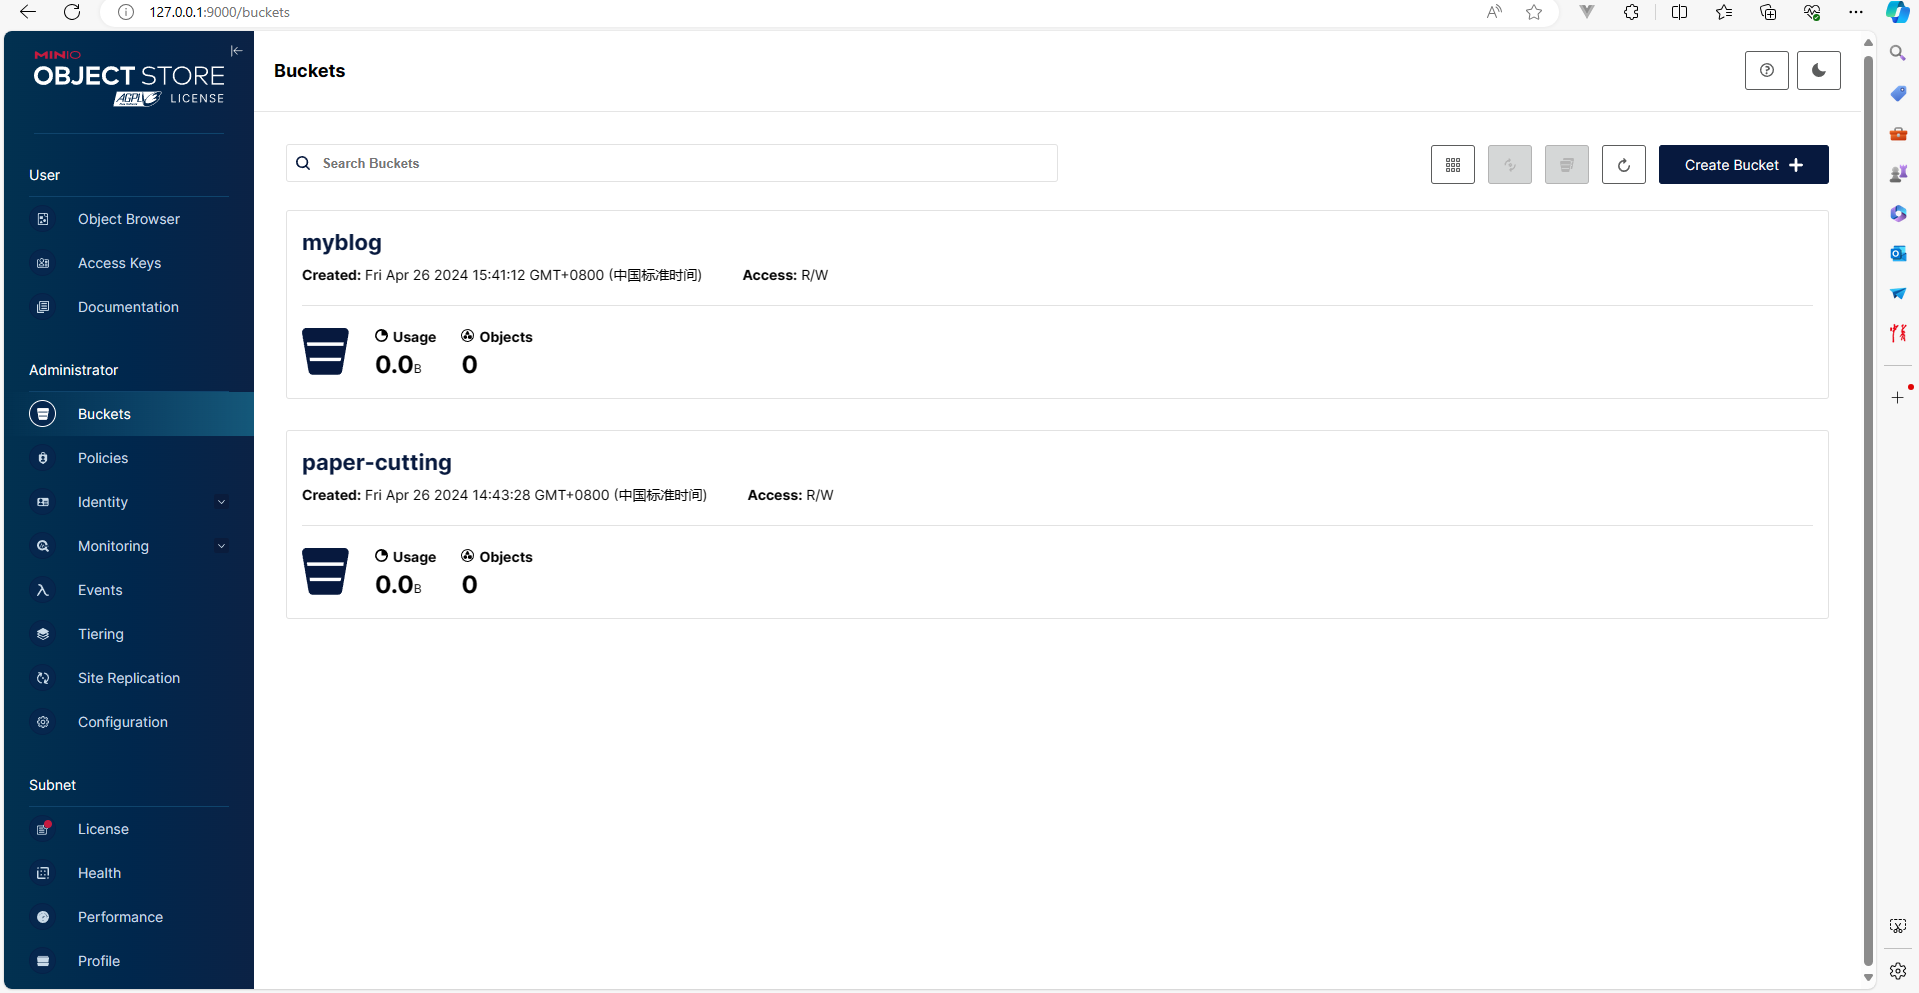 127.0.0.1:9000/buckets
MINIO
OBJECT STORE
AGPLv3 LICENSE
User
Object Browser
Access Keys
Documentation
Administrator
Buckets
Policies
Identity
Monitoring
Events
Tiering
Site Replication
Configuration
Subnet
License
Health
Performance
Profile
Buckets
Search Buckets
Create Bucket
myblog
Created: Fri Apr 26 2024 15:41:12 GMT+0800 (中国标准时间) Access: R/W
Usage Objects
0.0B 0
paper-cutting
Created: Fri Apr 26 2024 14:43:28 GMT+0800 (中国标准时间) Access: R/W
Usage Objects
0.0B 0